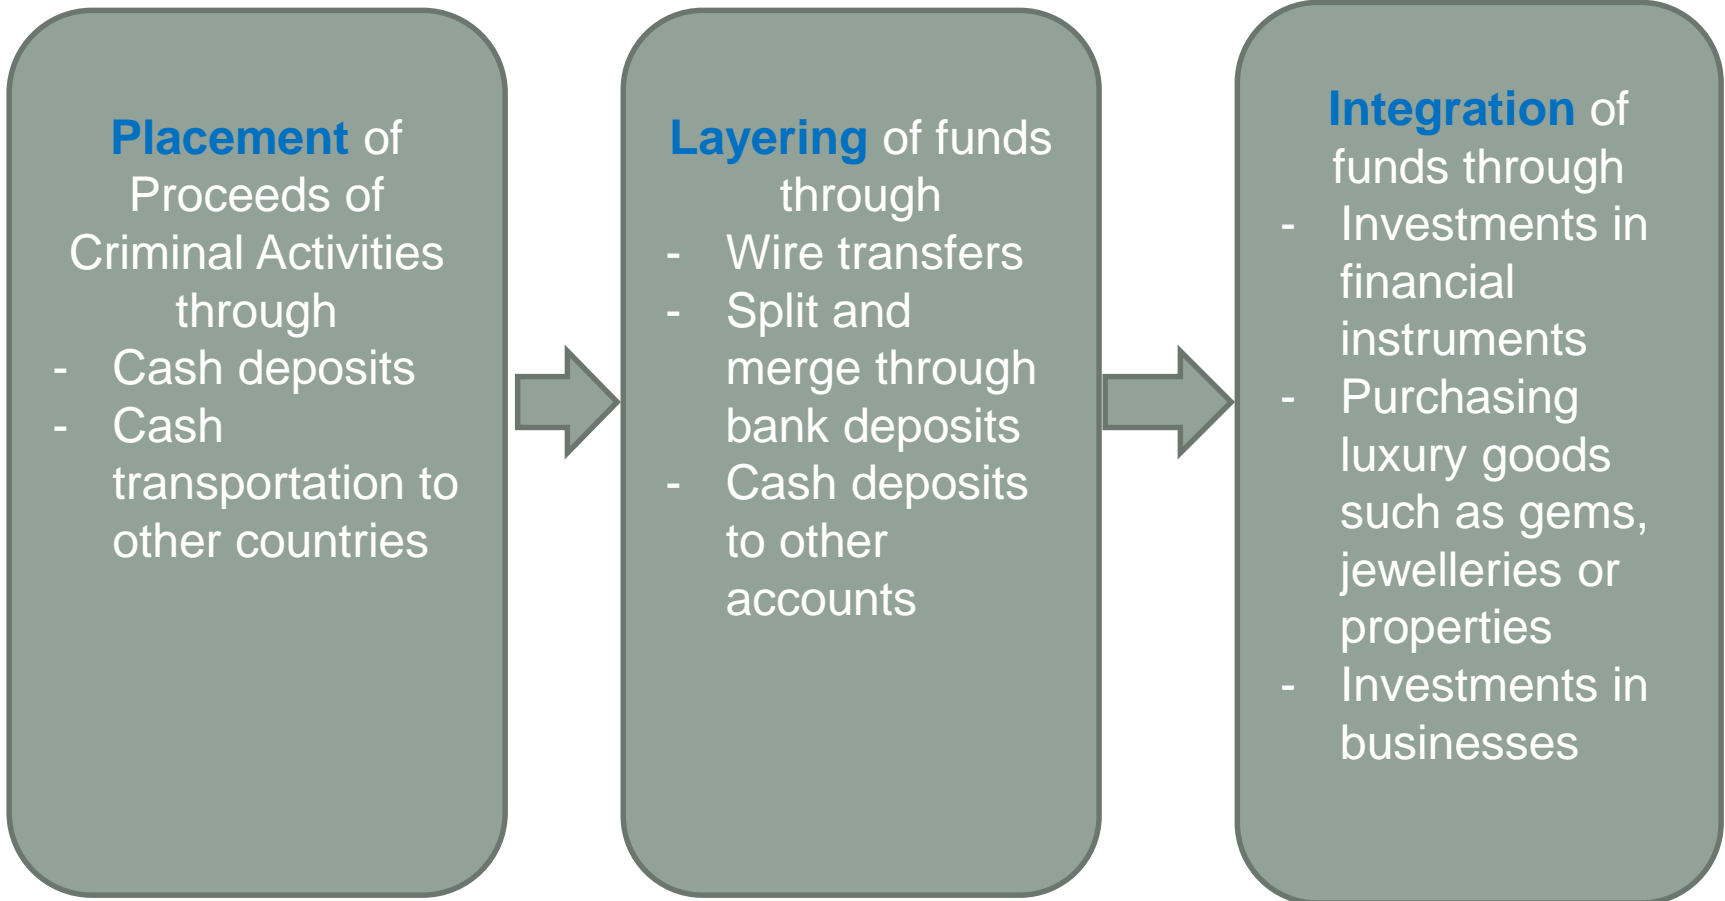 Placement of
Proceeds of
Criminal Activities
through
- Cash deposits
- Cash
transportation to
other countries
Layering of funds
through
- Wire transfers
- Split and
merge through
bank deposits
- Cash deposits
to other
accounts
Integration of
funds through
- Investments in
financial
instruments
- Purchasing
luxury goods
such as gems,
jewelleries or
properties
- Investments in
businesses